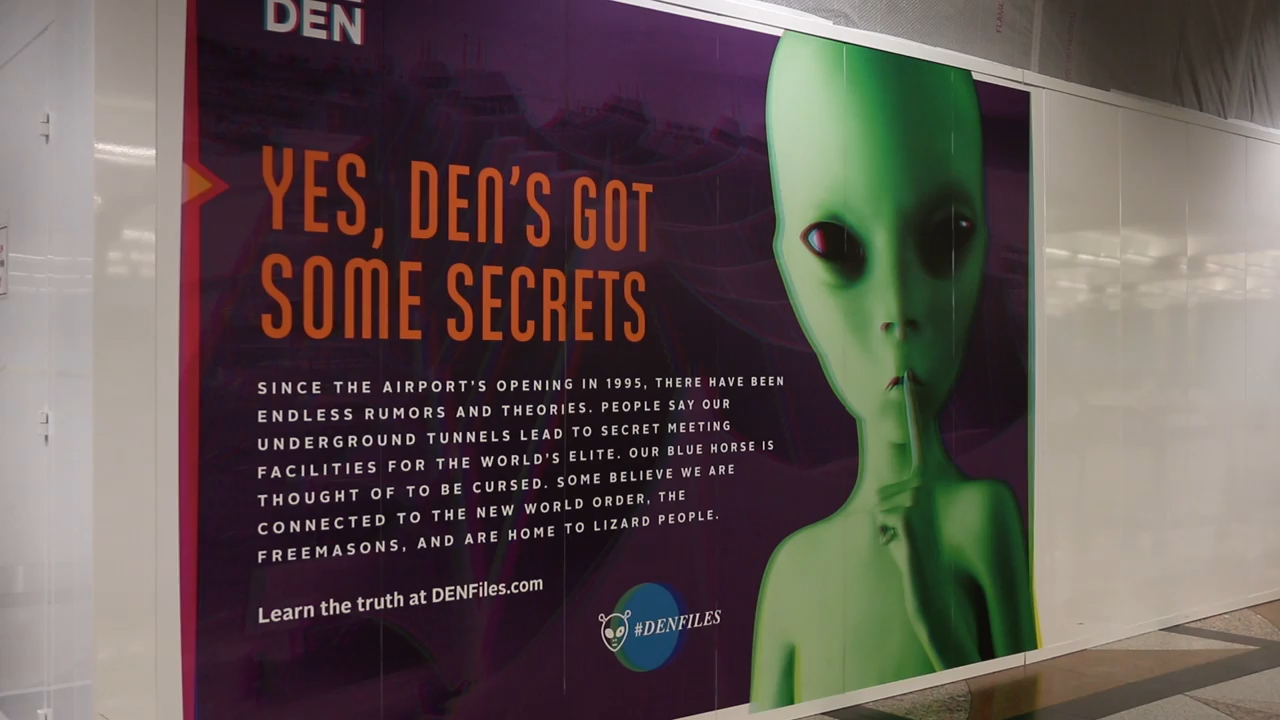 DEN
YES, DEN'S GOT
SOME SECRETS
SINCE THE AIRPORT'S OPENING IN 1995, THERE HAVE BEEN
ENDLESS RUMORS AND THEORIES. PEOPLE SAY OUR
UNDERGROUND TUNNELS LEAD TO SECRET MEETING
FACILITIES FOR THE WORLD'S ELITE. OUR BLUE HORSE IS
THOUGHT OF TO BE CURSED. SOME BELIEVE WE ARE
CONNECTED TO THE NEW WORLD ORDER, THE
FREEMASONS, AND ARE HOME TO LIZARD PEOPLE.
Learn the truth at DENFiles.com
#DENFILES